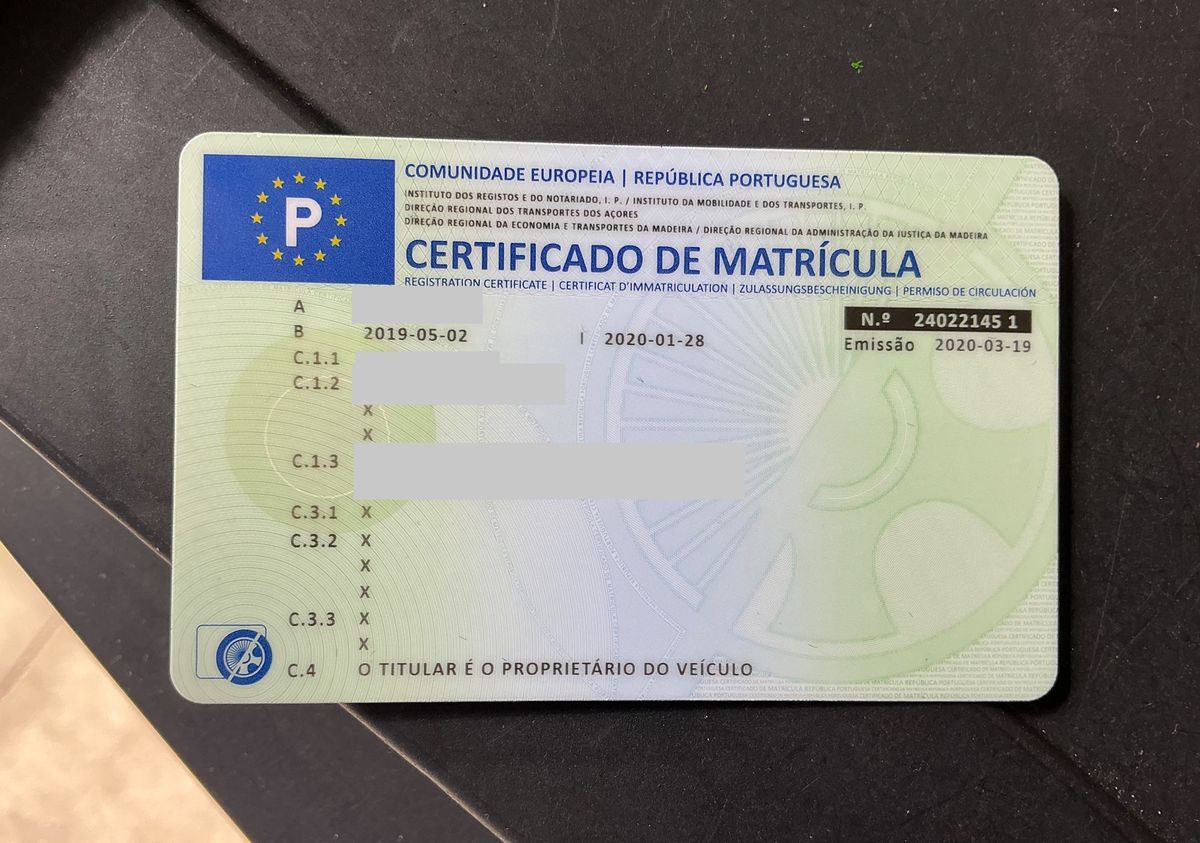 P
COMUNIDADE EUROPEIA | REPÚBLICA PORTUGUESA
INSTITUTO DOS REGISTOS E DO NOTARIADO, I. P. / INSTITUTO DA MOBILIDADE E DOS TRANSPORTES, I. P.
DIREÇÃO REGIONAL DOS TRANSPORTES DOS AÇORES
DIREÇÃO REGIONAL DA ECONOMIA E TRANSPORTES DA MADEIRA / DIREÇÃO REGIONAL DA ADMINISTRAÇÃO DA JUSTIÇA DA MADEIRA
CERTIFICADO DE MATRÍCULA
REGISTRATION CERTIFICATE | CERTIFICAT D'IMMATRICULATION | ZULASSUNGSBESCHEINIGUNG | PERMISO DE CIRCULACIÓN
A
N.º 24022145 1
B 2019-05-02 I 2020-01-28
Emissão 2020-03-19
C.1.1
C.1.2
X
X
C.1.3
C.3.1 X
C.3.2 X
X
X
C.3.3 X
X
C.4 O TITULAR É O PROPRIETÁRIO DO VEÍCULO